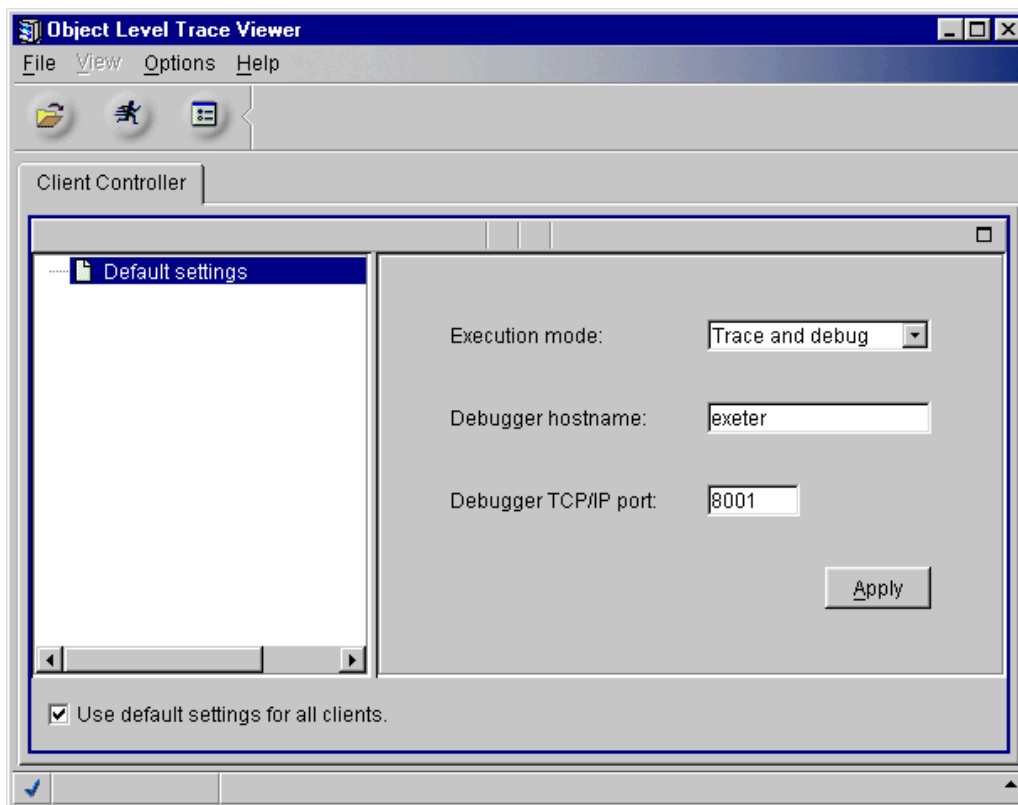 Object Level Trace Viewer
File View Options Help
Client Controller
Default settings
Execution mode: Trace and debug
Debugger hostname: exeter
Debugger TCP/IP port: 8001
Apply
Use default settings for all clients.